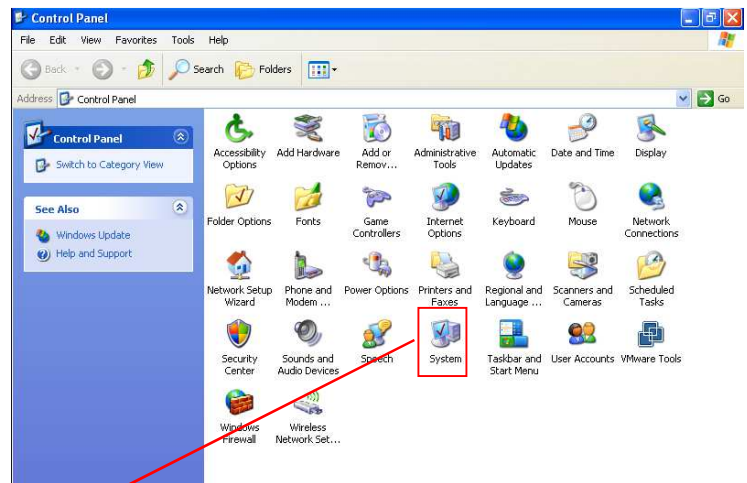 Control Panel
File Edit View Favorites Tools Help
Back Search Folders
Address Control Panel Go
Control Panel
Switch to Category View
See Also
Windows Update
Help and Support
Accessibility Options
Add Hardware
Add or Remov...
Administrative Tools
Automatic Updates
Date and Time
Display
Folder Options
Fonts
Game Controllers
Internet Options
Keyboard
Mouse
Network Connections
Network Setup Wizard
Phone and Modem ...
Power Options
Printers and Faxes
Regional and Language ...
Scanners and Cameras
Scheduled Tasks
Security Center
Sounds and Audio Devices
Speech
System
Taskbar and Start Menu
User Accounts
VMware Tools
Windows Firewall
Wireless Network Set...